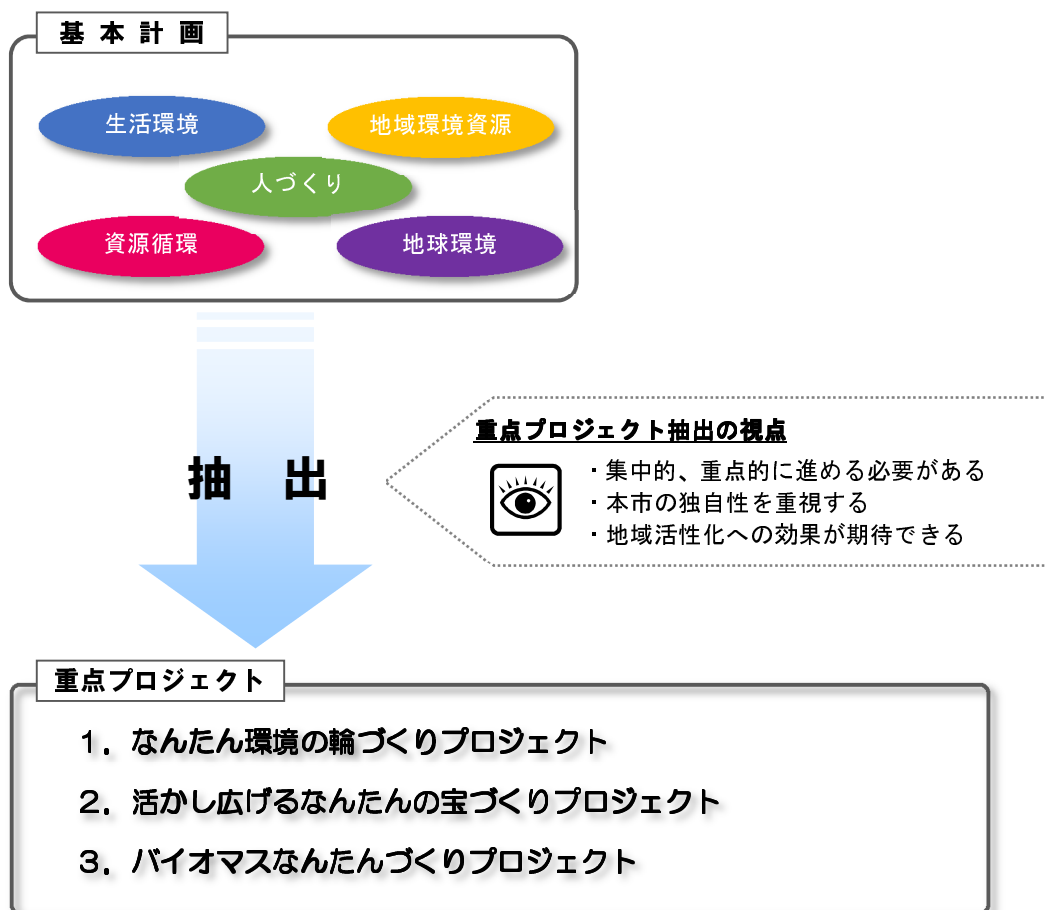 基本計画
生活環境
地域環境資源
人づくり
資源循環
地球環境
抽出
重点プロジェクト抽出の視点
・集中的、重点的に進める必要がある
・本市の独自性を重視する
・地域活性化への効果が期待できる
重点プロジェクト
１．なんたん環境の輪づくりプロジェクト
２．活かし広げるなんたんの宝づくりプロジェクト
３．バイオマスなんたんづくりプロジェクト